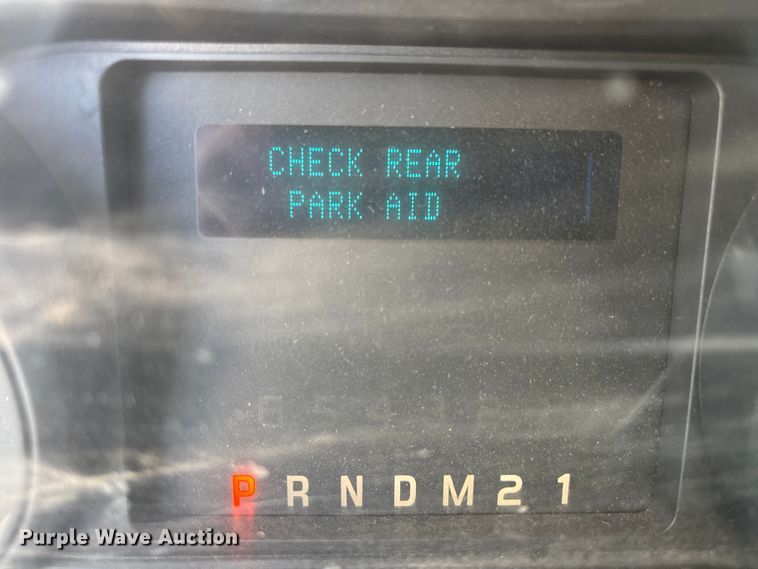 CHECK REAR
PARK AID
P R N D M 2 1
Purple Wave Auction